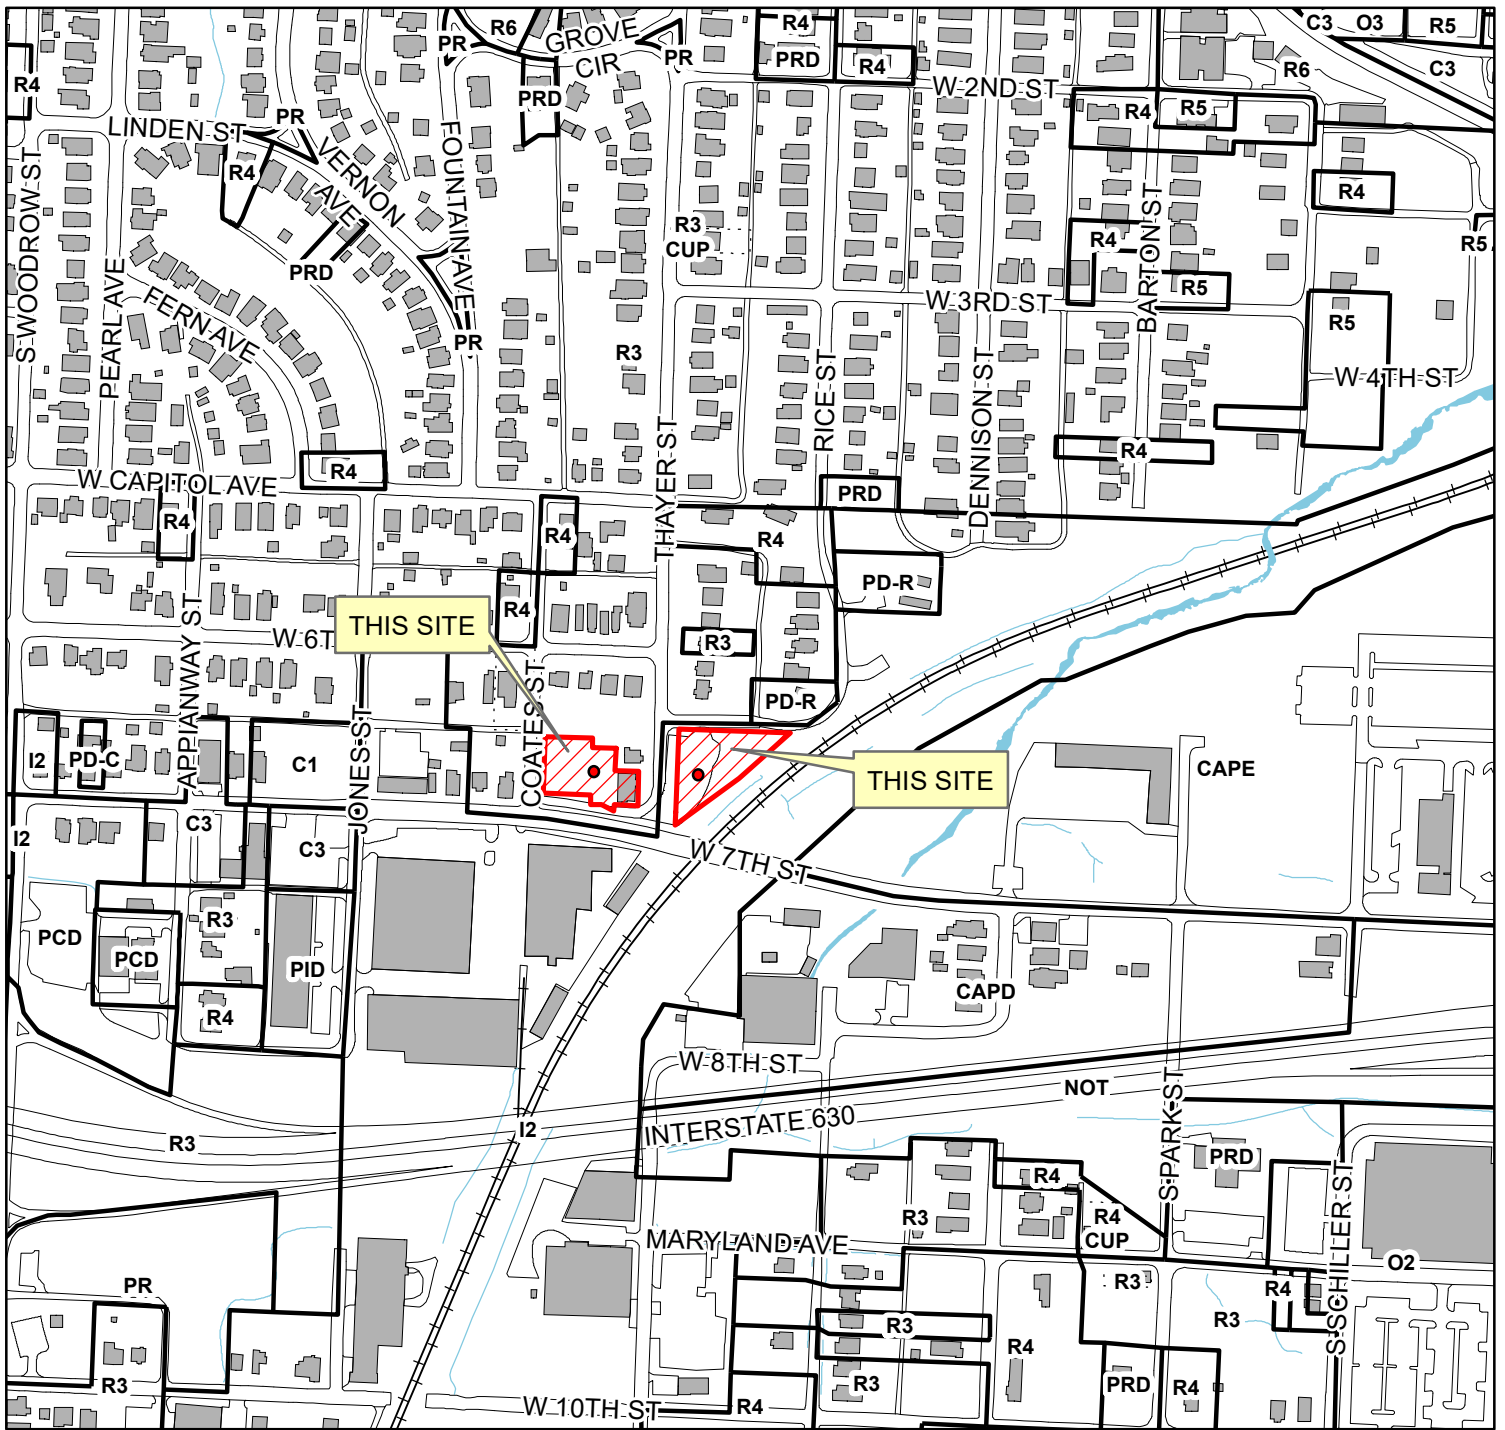 R6
GROVE
CIR
PR
PR
R4
PRD
R4
C3
O3
R5
C3
R6
R4
PRD
W 2ND ST
R4
R5
PR
LINDEN ST
R4
VERNON
AVE
FOUNTAIN AVE
S WOODROW ST
PEARL AVE
PRD
FERN AVE
PR
R3
CUP
R3
R4
R4
BARTON ST
R5
R5
W 3RD ST
R5
W 4TH ST
RICE ST
DENNISON ST
THAYER ST
R4
R4
W CAPITOL AVE
PRD
R4
R4
R4
PD-R
R4
APPIANWAY ST
W 6T
THIS SITE
R3
PD-R
COATES ST
JONES ST
I2
PD-C
C1
THIS SITE
CAPE
I2
C3
C3
W 7TH ST
R3
PCD
PCD
PID
CAPD
R4
W 8TH ST
NOT
S PARK ST
INTERSTATE 630
I2
R3
PRD
S SCHILLER ST
R4
R3
R4
CUP
MARYLAND AVE
O2
PR
R3
R4
R3
R3
R4
R3
R3
PRD
R4
W 10TH ST
R4